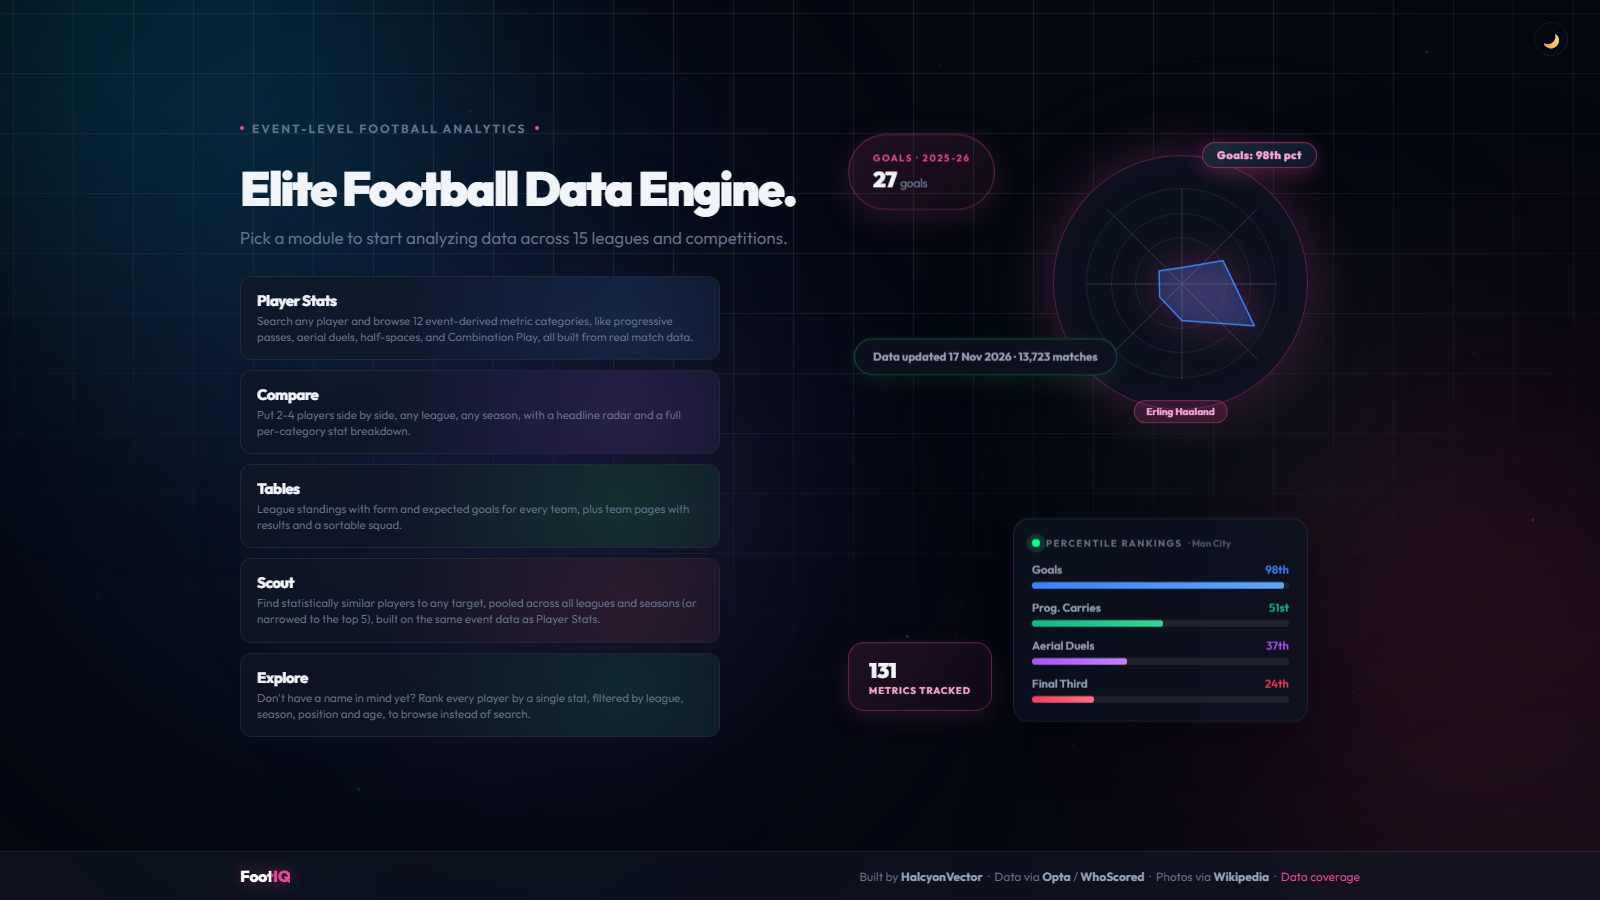 EVENT-LEVEL FOOTBALL ANALYTICS
Elite Football Data Engine.
Pick a module to start analyzing data across 15 leagues and competitions.
Player Stats
Search any player and browse 12 event-derived metric categories, like progressive
passes, aerial duels, half-spaces, and Combination Play, all built from real match data.
Compare
Put 2-4 players side by side, any league, any season, with a headline radar and a full
per-category stat breakdown.
Tables
League standings with form and expected goals for every team, plus team pages with
results and a sortable squad.
Scout
Find statistically similar players to any target, pooled across all leagues and seasons (or
narrowed to the top 5), built on the same event data as Player Stats.
Explore
Don't have a name in mind yet? Rank every player by a single stat, filtered by league,
season, position and age, to browse instead of search.
GOALS · 2025-26
27 goals
Goals: 98th pct
Data updated 17 Nov 2026 · 13,723 matches
Erling Haaland
PERCENTILE RANKINGS · Man City
Goals 98th
Prog. Carries 51st
Aerial Duels 37th
Final Third 24th
131
METRICS TRACKED
FootIQ
Built by HalcyonVector · Data via Opta / WhoScored · Photos via Wikipedia · Data coverage